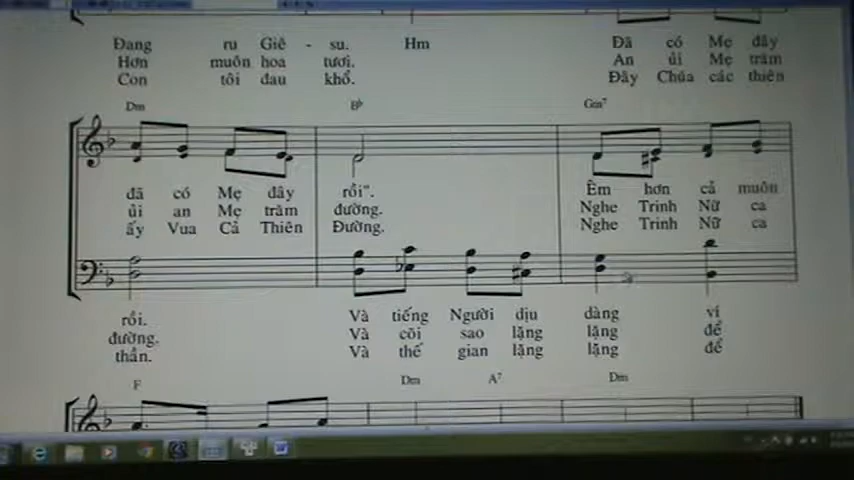 Đang ru Giê - su. Hm Đã có Mẹ đây
Hơn muôn hoa tươi. An ủi Mẹ trăm
Con tôi đau khổ. Đây Chúa các thiên
Dm B♭ Gm7
đã có Mẹ đây rồi". Êm hơn cả muôn
ủi an Mẹ trăm đường. Nghe Trinh Nữ ca
ấy Vua Cả Thiên Đường. Nghe Trinh Nữ ca
rồi. Và tiếng Người dịu dàng ví
đường. Và cõi sao lặng lặng để
thần. Và thế gian lặng lặng để
F Dm A7 Dm